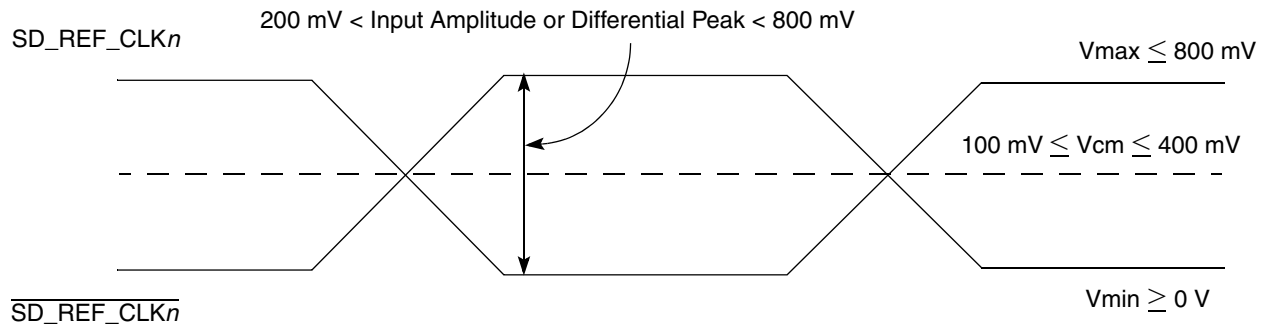 200 mV < Input Amplitude or Differential Peak < 800 mV
SD_REF_CLKn
Vmax ≤ 800 mV
100 mV ≤ Vcm ≤ 400 mV
Vmin ≥ 0 V
SD_REF_CLKn